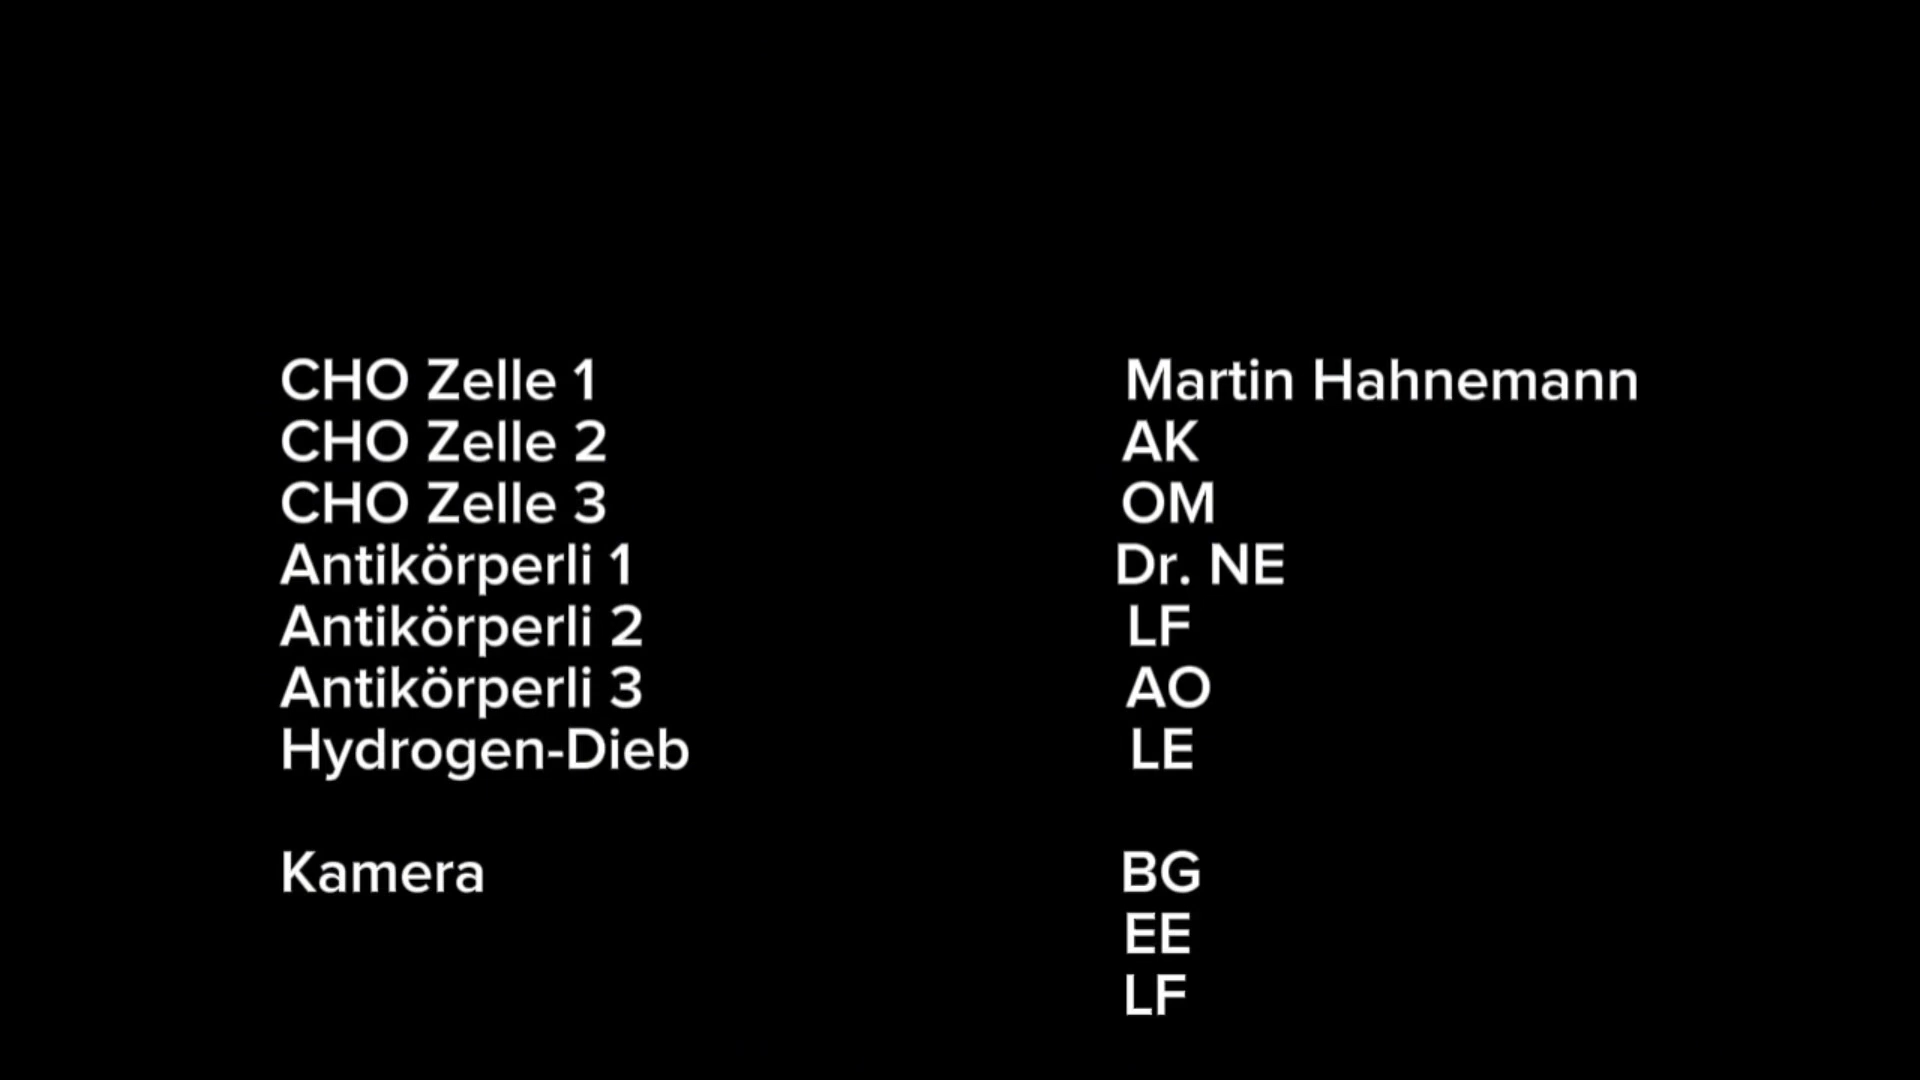 CHO Zelle 1 Martin Hahnemann
CHO Zelle 2 AK
CHO Zelle 3 OM
Antikörperli 1 Dr. NE
Antikörperli 2 LF
Antikörperli 3 AO
Hydrogen-Dieb LE
Kamera BG
EE
LF